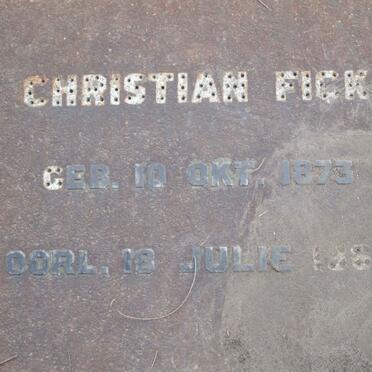 CHRISTIAN FICK
GEB. 10 OKT. 1873
OORL. 18 JULIE